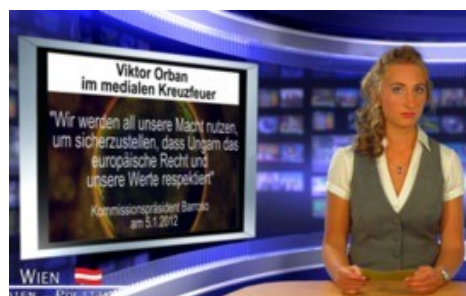 Viktor Orban
im medialen Kreuzfeuer
"Wir werden all unsere Macht nutzen,
um sicherzustellen, dass Ungarn das
europäische Recht und
unsere Werte respektiert"
Kommissionspräsident Barroso
am 5.1.2012
WIEN